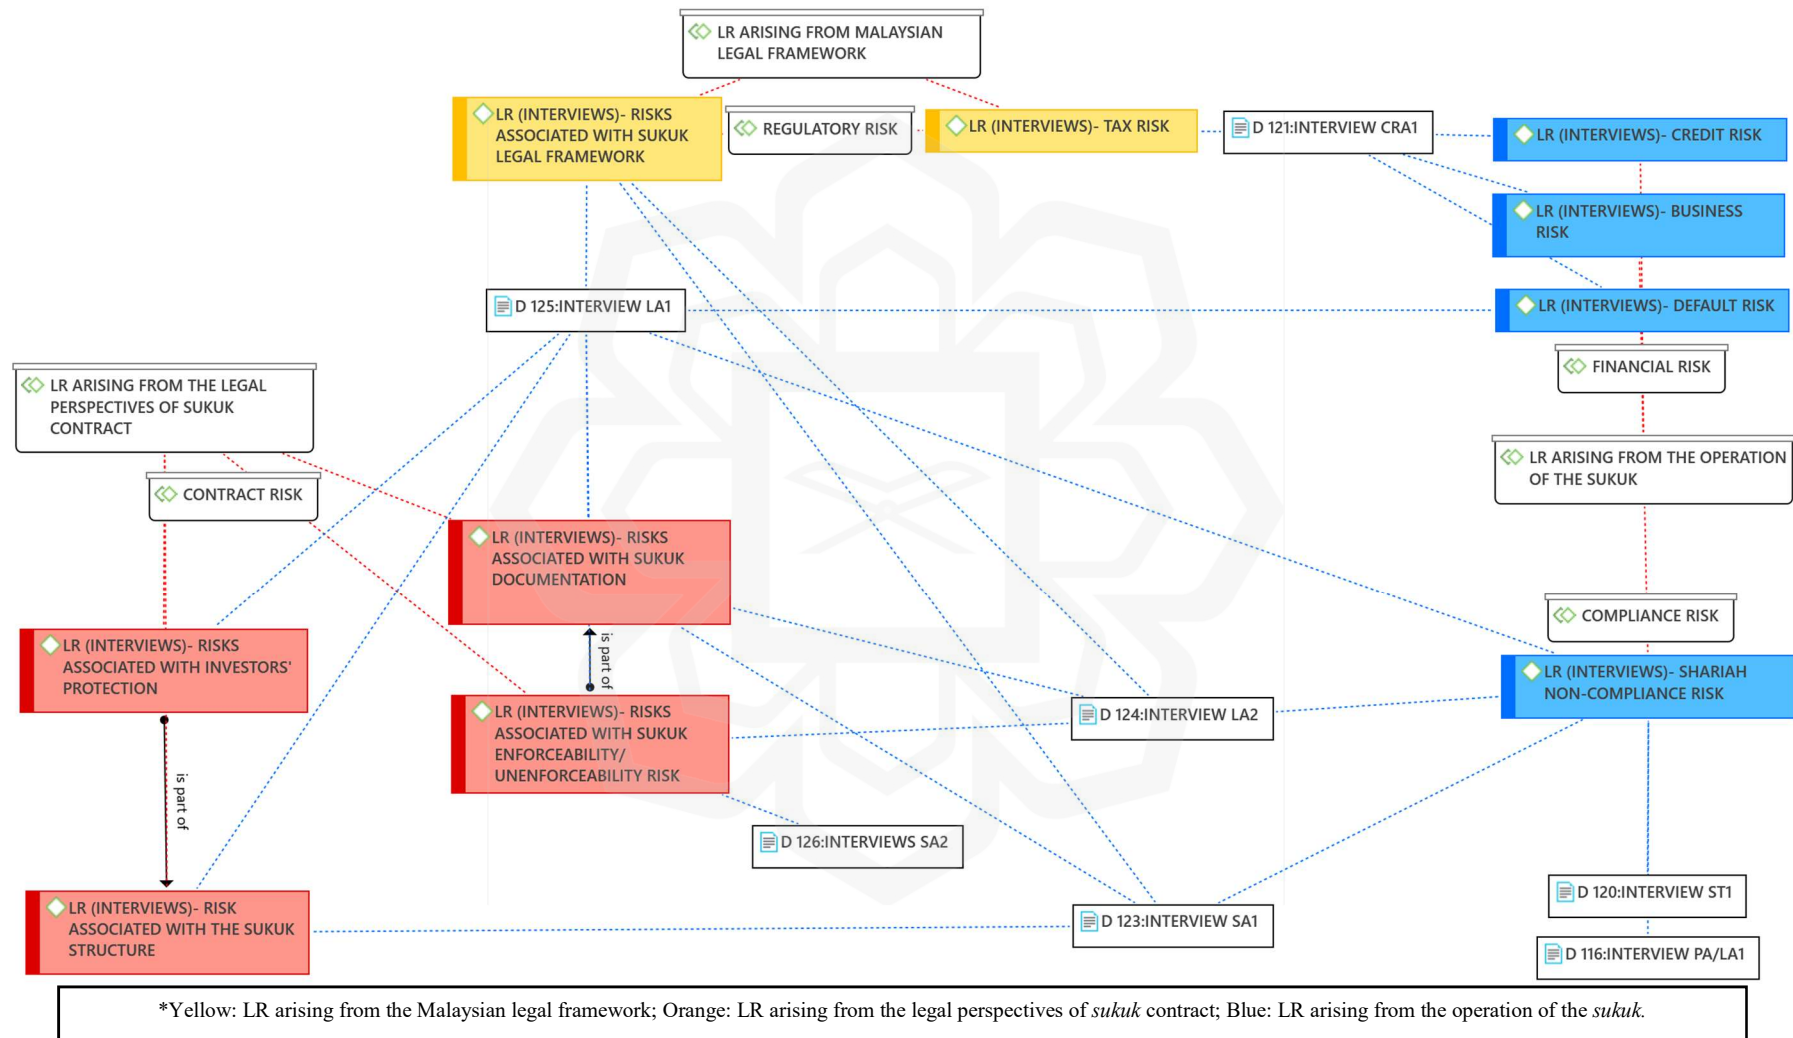 LR ARISING FROM MALAYSIAN
LEGAL FRAMEWORK
LR (INTERVIEWS)- RISKS
ASSOCIATED WITH SUKUK
LEGAL FRAMEWORK
REGULATORY RISK
LR (INTERVIEWS)- TAX RISK
D 121:INTERVIEW CRA1
LR (INTERVIEWS)- CREDIT RISK
LR (INTERVIEWS)- BUSINESS
RISK
D 125:INTERVIEW LA1
LR (INTERVIEWS)- DEFAULT RISK
FINANCIAL RISK
LR ARISING FROM THE LEGAL
PERSPECTIVES OF SUKUK
CONTRACT
LR ARISING FROM THE OPERATION
OF THE SUKUK
CONTRACT RISK
LR (INTERVIEWS)- RISKS
ASSOCIATED WITH SUKUK
DOCUMENTATION
COMPLIANCE RISK
LR (INTERVIEWS)- RISKS
ASSOCIATED WITH INVESTORS'
PROTECTION
is part of
LR (INTERVIEWS)- SHARIAH
NON-COMPLIANCE RISK
LR (INTERVIEWS)- RISKS
ASSOCIATED WITH SUKUK
ENFORCEABILITY/
UNENFORCEABILITY RISK
D 124:INTERVIEW LA2
is part of
D 126:INTERVIEWS SA2
D 120:INTERVIEW ST1
LR (INTERVIEWS)- RISK
ASSOCIATED WITH THE SUKUK
STRUCTURE
D 123:INTERVIEW SA1
D 116:INTERVIEW PA/LA1
*Yellow: LR arising from the Malaysian legal framework; Orange: LR arising from the legal perspectives of sukuk contract; Blue: LR arising from the operation of the sukuk.